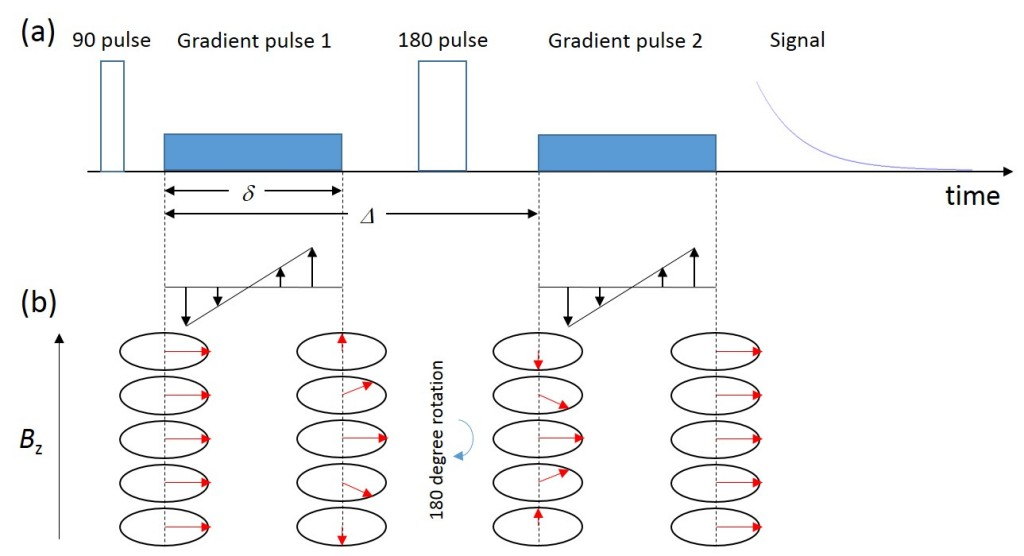 (a)
90 pulse
Gradient pulse 1
180 pulse
Gradient pulse 2
Signal
δ
Δ
time
(b)
Bz
180 degree rotation